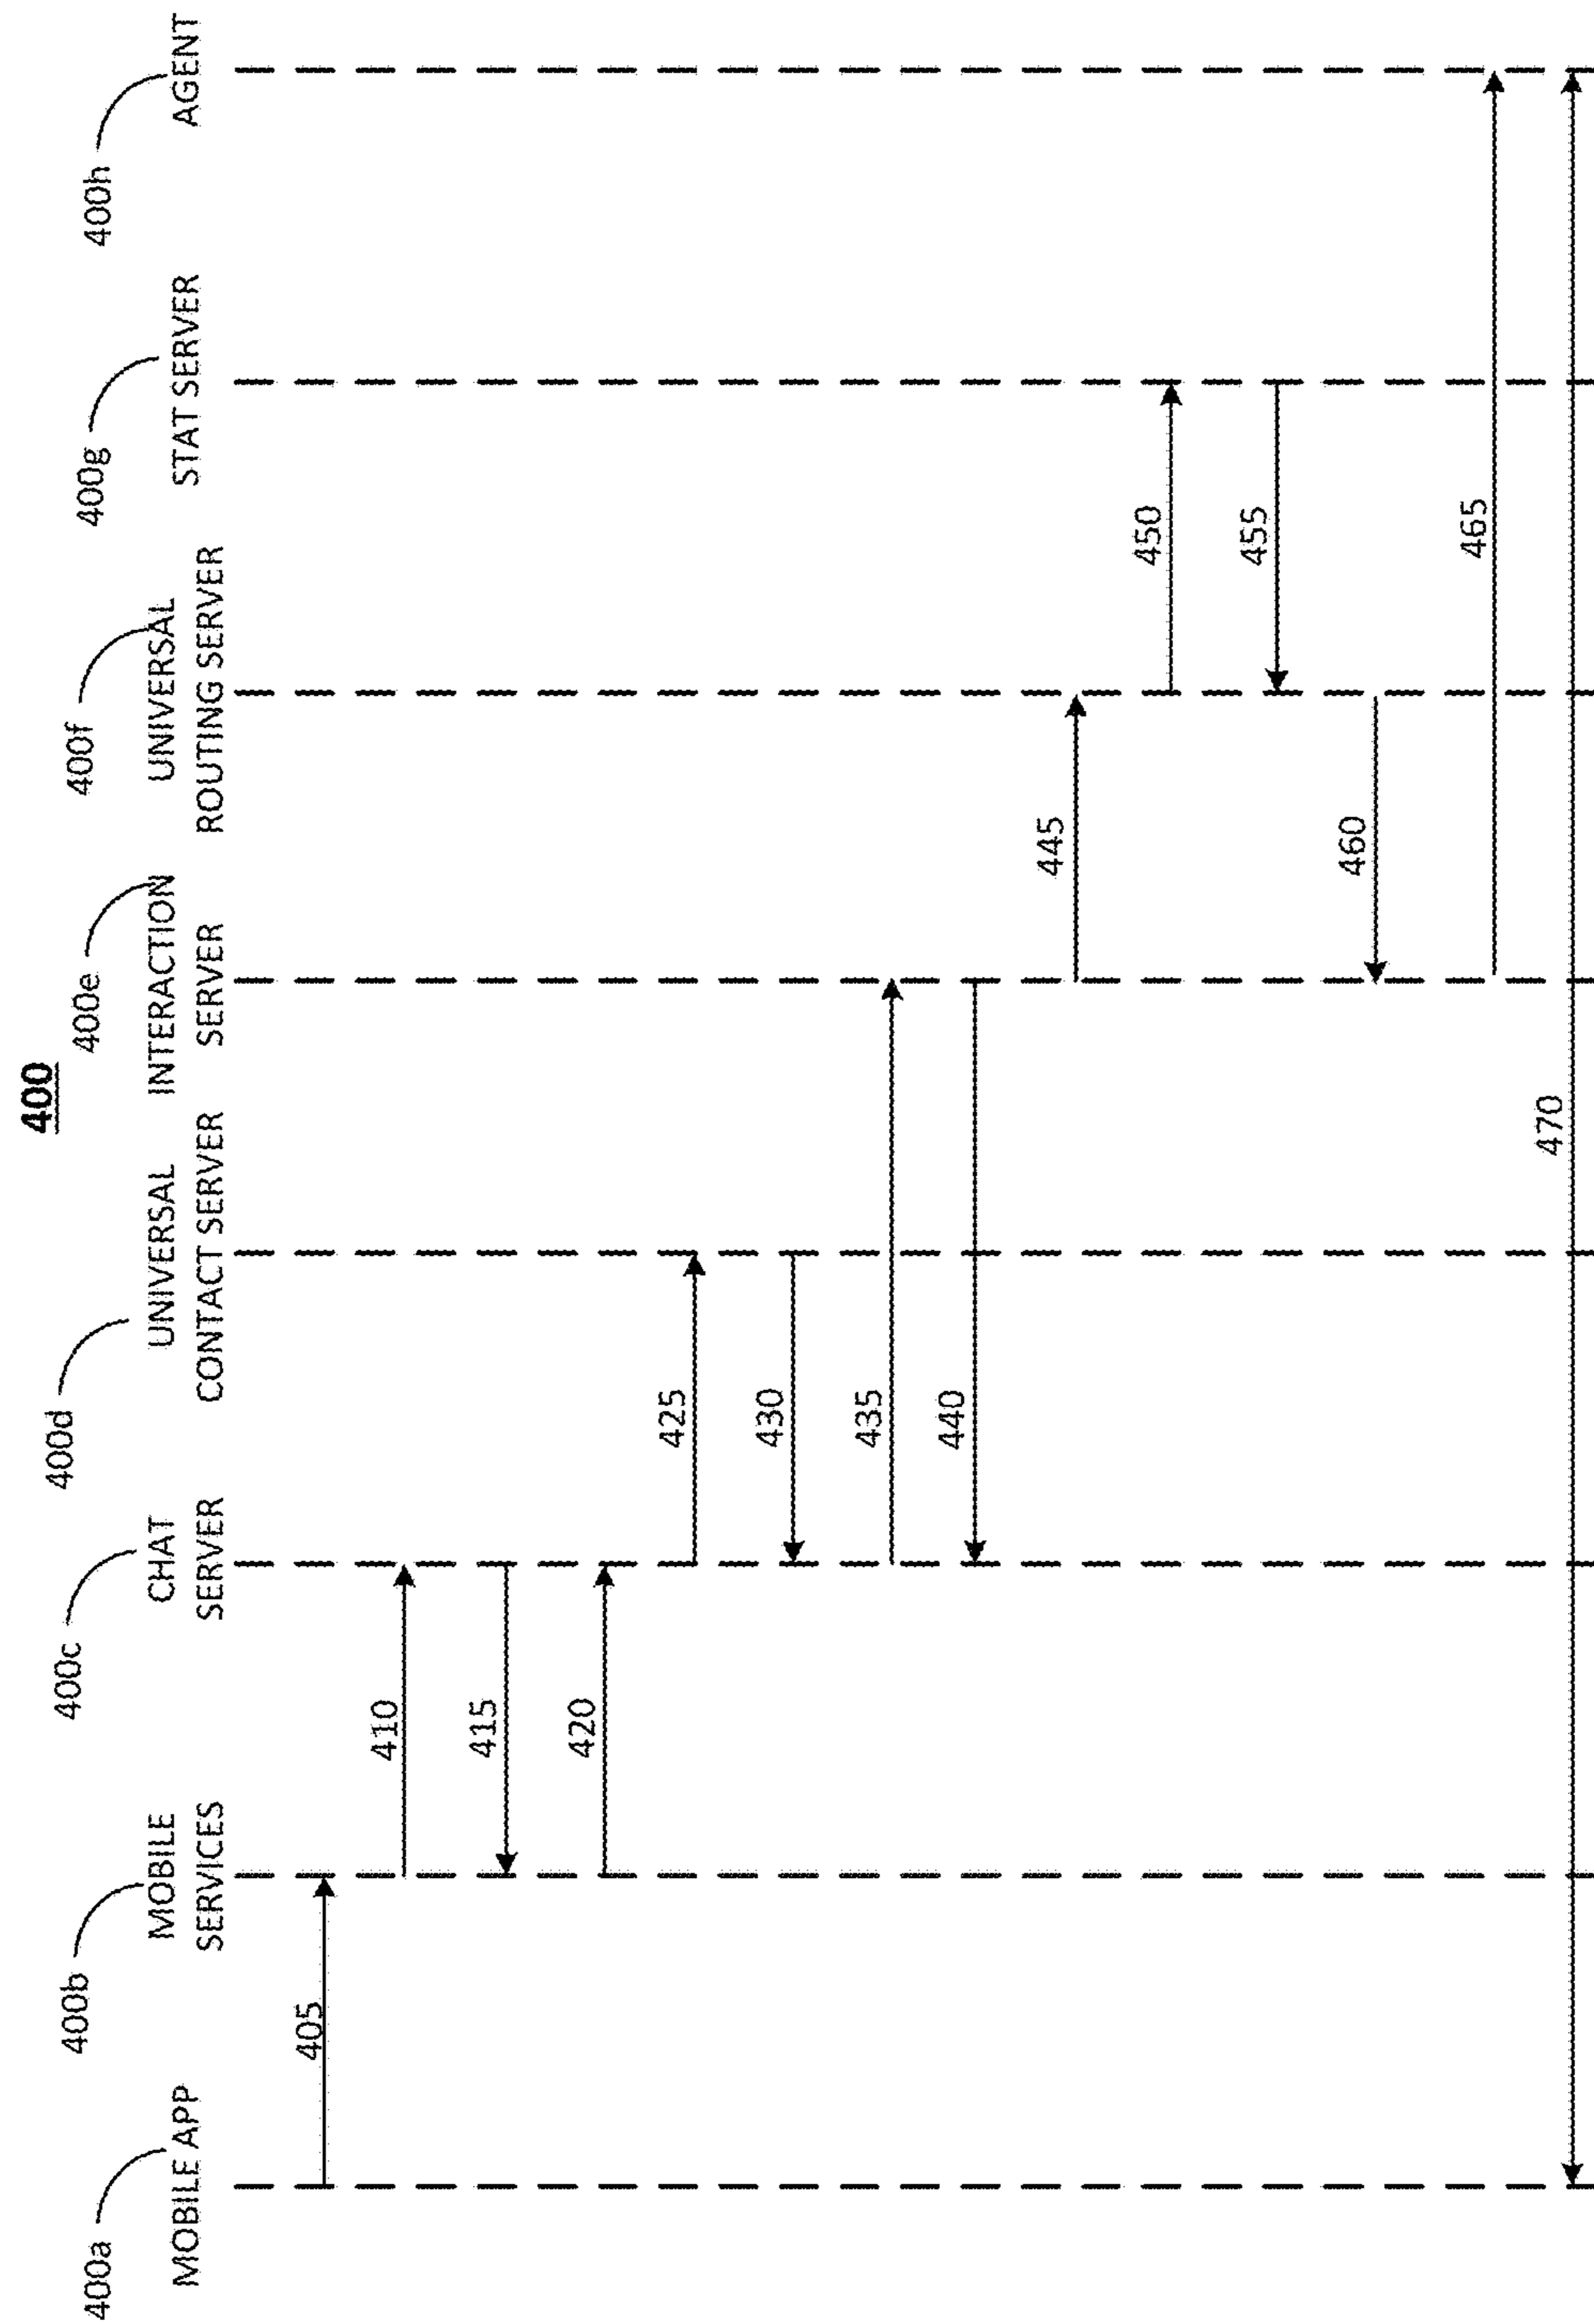 400
400a
MOBILE APP
400b
MOBILE
SERVICES
400c
CHAT
SERVER
400d
UNIVERSAL
CONTACT SERVER
400e
INTERACTION
SERVER
400f
UNIVERSAL
ROUTING SERVER
400g
STAT SERVER
400h
AGENT
405
410
415
420
425
430
435
440
445
450
455
460
465
470